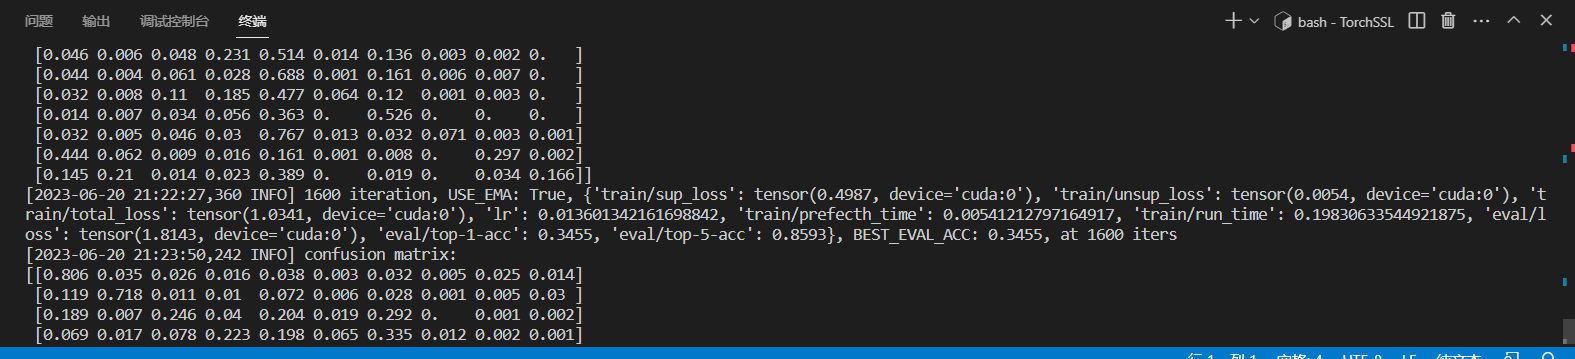 问题 输出 调试控制台 终端 bash - TorchSSL
[0.046 0.006 0.048 0.231 0.514 0.014 0.136 0.003 0.002 0. ]
[0.044 0.004 0.061 0.028 0.688 0.001 0.161 0.006 0.007 0. ]
[0.032 0.008 0.11 0.185 0.477 0.064 0.12 0.001 0.003 0. ]
[0.014 0.007 0.034 0.056 0.363 0. 0.526 0. 0. 0. ]
[0.032 0.005 0.046 0.03 0.767 0.013 0.032 0.071 0.003 0.001]
[0.444 0.062 0.009 0.016 0.161 0.001 0.008 0. 0.297 0.002]
[0.145 0.21 0.014 0.023 0.389 0. 0.019 0. 0.034 0.166]]
[2023-06-20 21:22:27,360 INFO] 1600 iteration, USE_EMA: True, {'train/sup_loss': tensor(0.4987, device='cuda:0'), 'train/unsup_loss': tensor(0.0054, device='cuda:0'), 't
rain/total_loss': tensor(1.0341, device='cuda:0'), 'lr': 0.013601342161698842, 'train/prefecth_time': 0.00541212797164917, 'train/run_time': 0.19830633544921875, 'eval/l
oss': tensor(1.8143, device='cuda:0'), 'eval/top-1-acc': 0.3455, 'eval/top-5-acc': 0.8593}, BEST_EVAL_ACC: 0.3455, at 1600 iters
[2023-06-20 21:23:50,242 INFO] confusion matrix:
[[0.806 0.035 0.026 0.016 0.038 0.003 0.032 0.005 0.025 0.014]
[0.119 0.718 0.011 0.01 0.072 0.006 0.028 0.001 0.005 0.03 ]
[0.189 0.007 0.246 0.04 0.204 0.019 0.292 0. 0.001 0.002]
[0.069 0.017 0.078 0.223 0.198 0.065 0.335 0.012 0.002 0.001]
行 1, 列 1 空格: 4 UTF-8 LF 纯文本